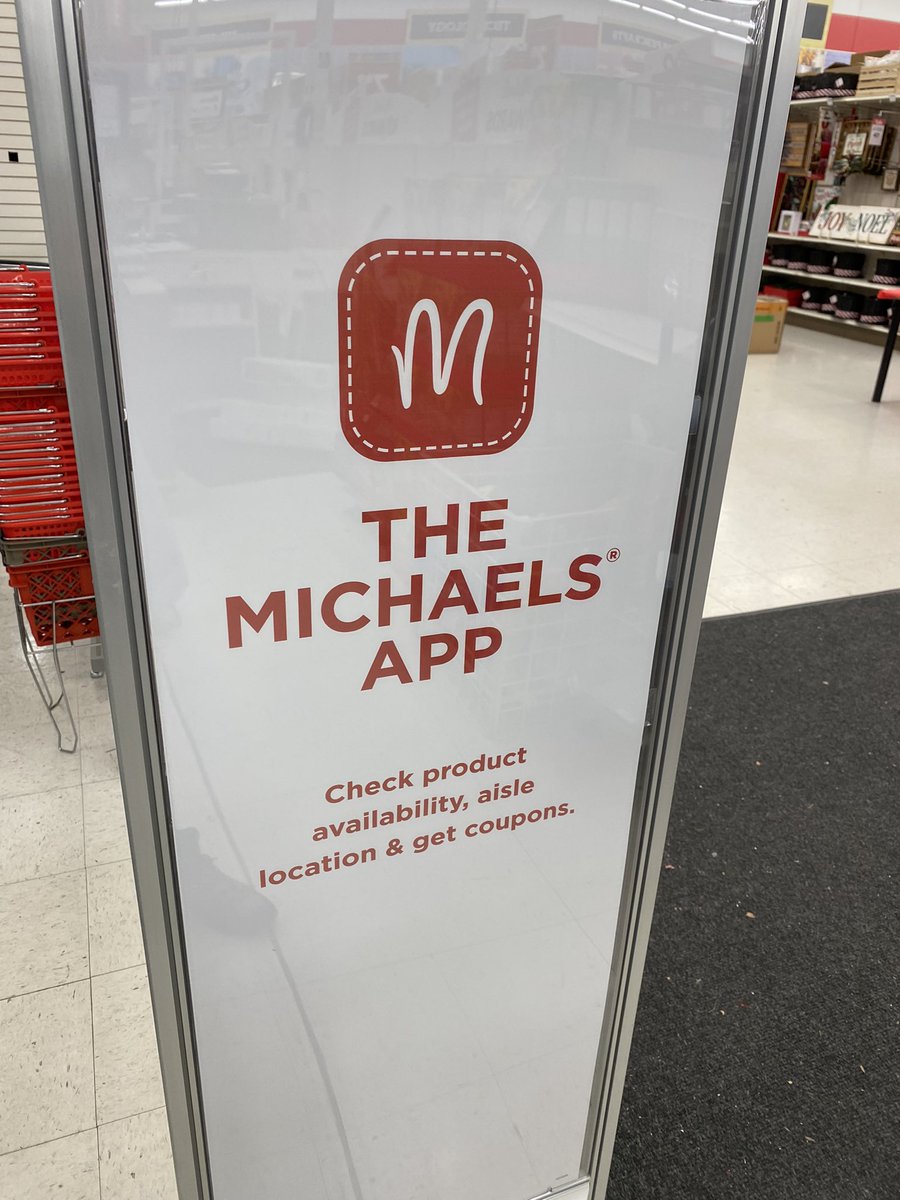 M
THE
MICHAELS®
APP
Check product
availability, aisle
location & get coupons.
JOY
NOEL